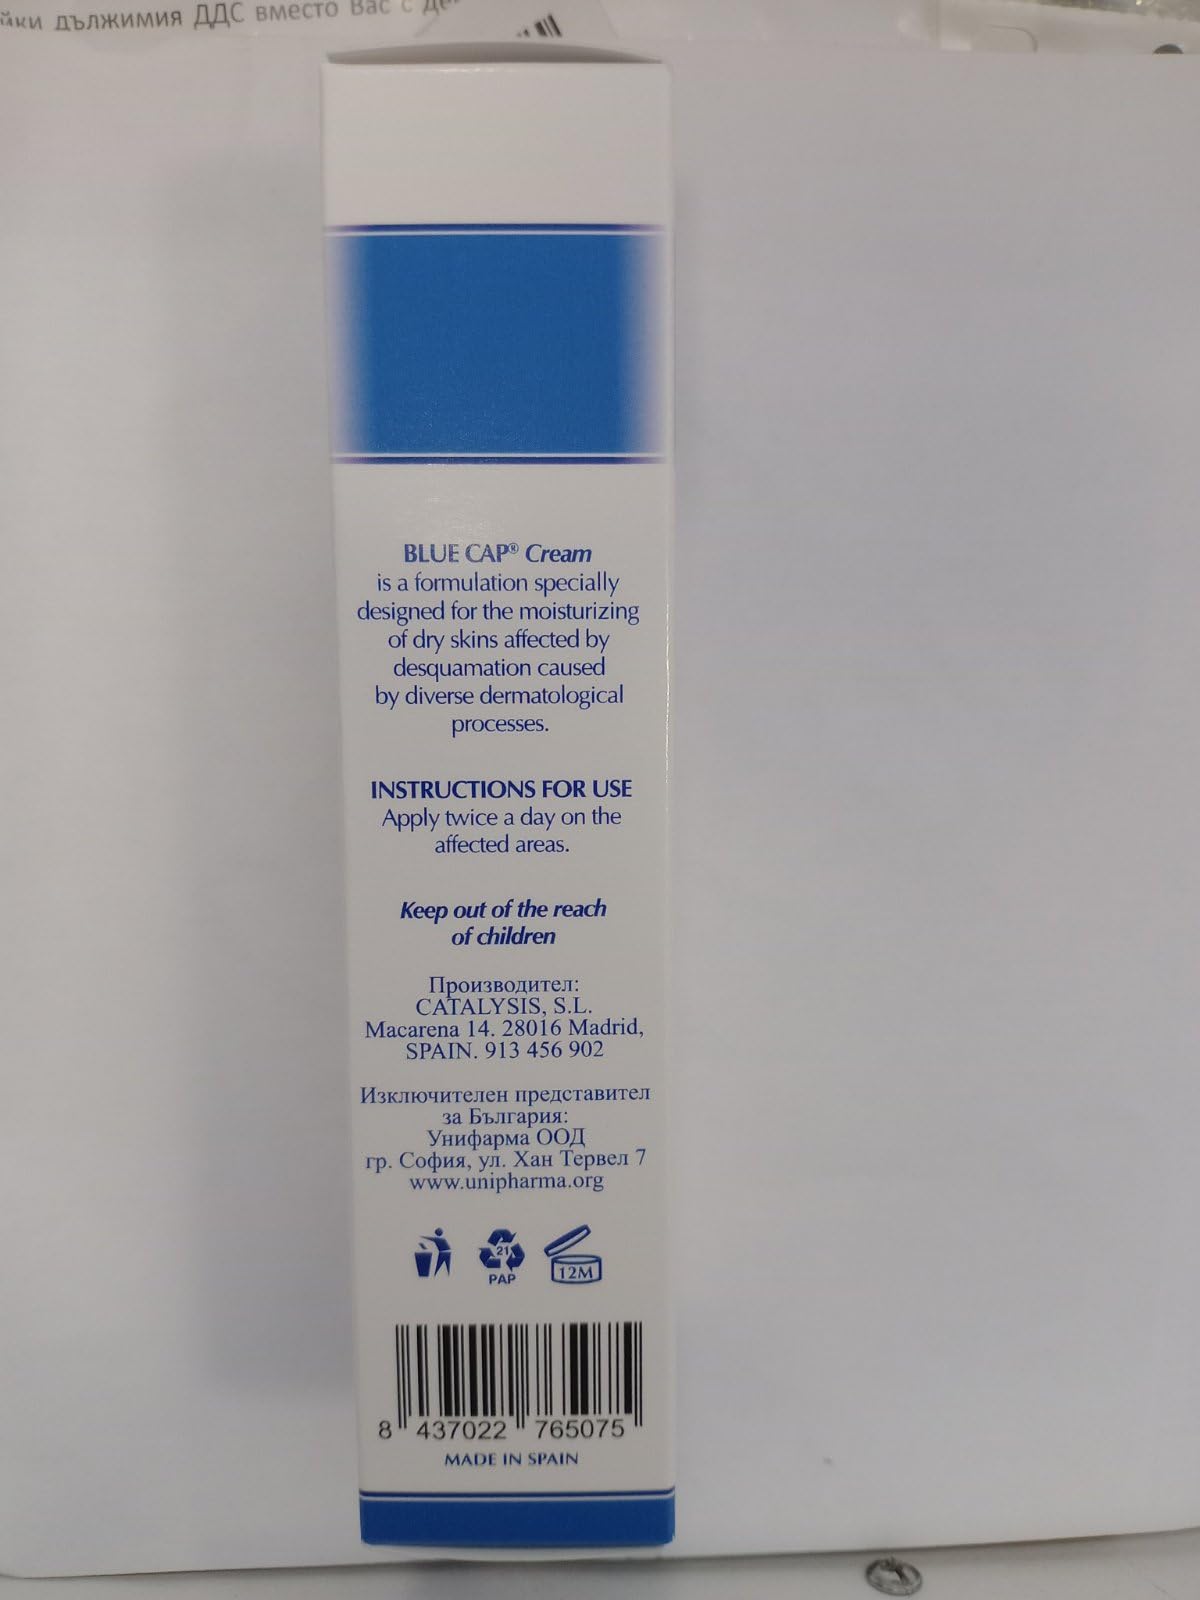 дължимия ДДС вместо Вас с
BLUE CAP® Cream
is a formulation specially
designed for the moisturizing
of dry skins affected by
desquamation caused
by diverse dermatological
processes.
INSTRUCTIONS FOR USE
Apply twice a day on the
affected areas.
Keep out of the reach
of children
Производител:
CATALYSIS, S.L.
Macarena 14. 28016 Madrid,
SPAIN. 913 456 902
Изключителен представител
за България:
Унифарма ООД
гр. София, ул. Хан Тервел 7
www.unipharma.org
21
PAP
12M
8 437022 765075
MADE IN SPAIN